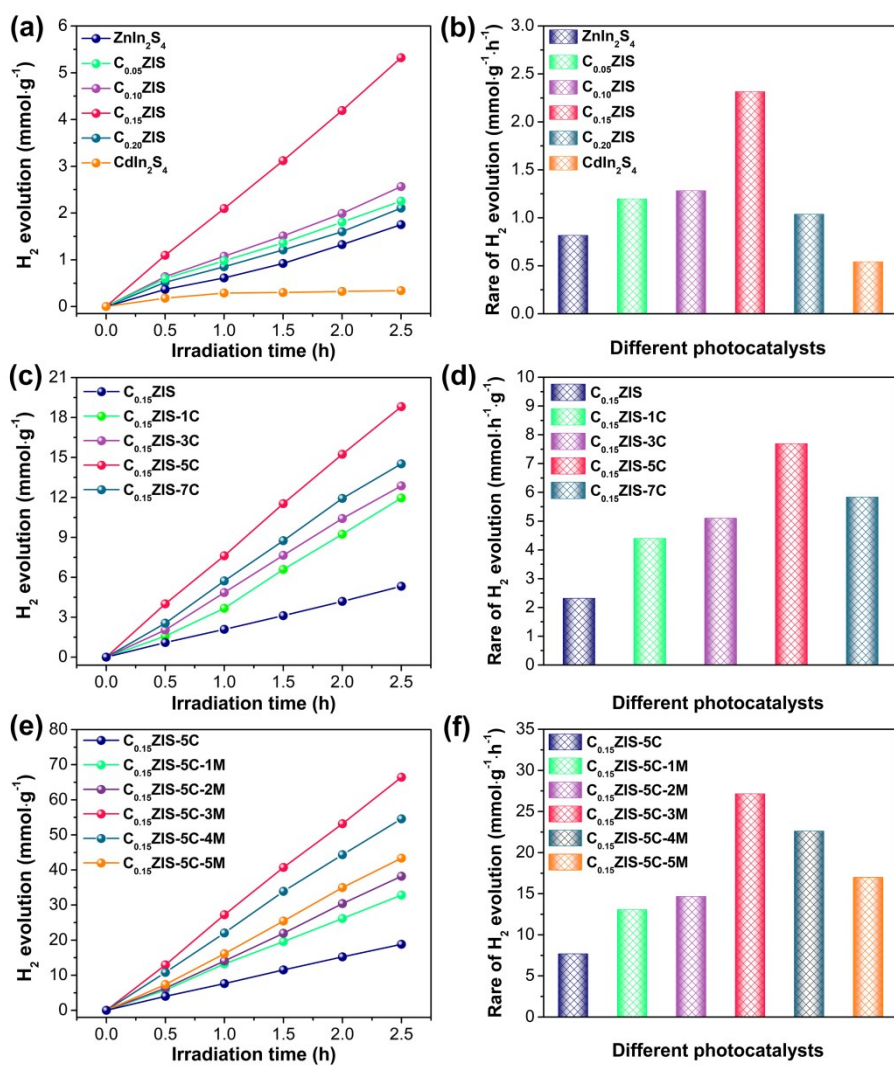 (a)
H2 evolution (mmol·g-1)
6
5
4
3
2
1
0
ZnIn2S4
C0.05ZIS
C0.10ZIS
C0.15ZIS
C0.20ZIS
CdIn2S4
0.0 0.5 1.0 1.5 2.0 2.5
Irradiation time (h)
(b)
Rare of H2 evolution (mmol·g-1·h-1)
3.0
2.5
2.0
1.5
1.0
0.5
0.0
ZnIn2S4
C0.05ZIS
C0.10ZIS
C0.15ZIS
C0.20ZIS
CdIn2S4
Different photocatalysts
(c)
H2 evolution (mmol·g-1)
21
18
15
12
9
6
3
0
C0.15ZIS
C0.15ZIS-1C
C0.15ZIS-3C
C0.15ZIS-5C
C0.15ZIS-7C
0.0 0.5 1.0 1.5 2.0 2.5
Irradiation time (h)
(d)
Rare of H2 evolution (mmol·h-1·g-1)
10
9
8
7
6
5
4
3
2
1
0
C0.15ZIS
C0.15ZIS-1C
C0.15ZIS-3C
C0.15ZIS-5C
C0.15ZIS-7C
Different photocatalysts
(e)
H2 evolution (mmol·g-1)
80
70
60
50
40
30
20
10
0
C0.15ZIS-5C
C0.15ZIS-5C-1M
C0.15ZIS-5C-2M
C0.15ZIS-5C-3M
C0.15ZIS-5C-4M
C0.15ZIS-5C-5M
0.0 0.5 1.0 1.5 2.0 2.5
Irradiation time (h)
(f)
Rare of H2 evolution (mmol·g-1·h-1)
35
30
25
20
15
10
5
0
C0.15ZIS-5C
C0.15ZIS-5C-1M
C0.15ZIS-5C-2M
C0.15ZIS-5C-3M
C0.15ZIS-5C-4M
C0.15ZIS-5C-5M
Different photocatalysts